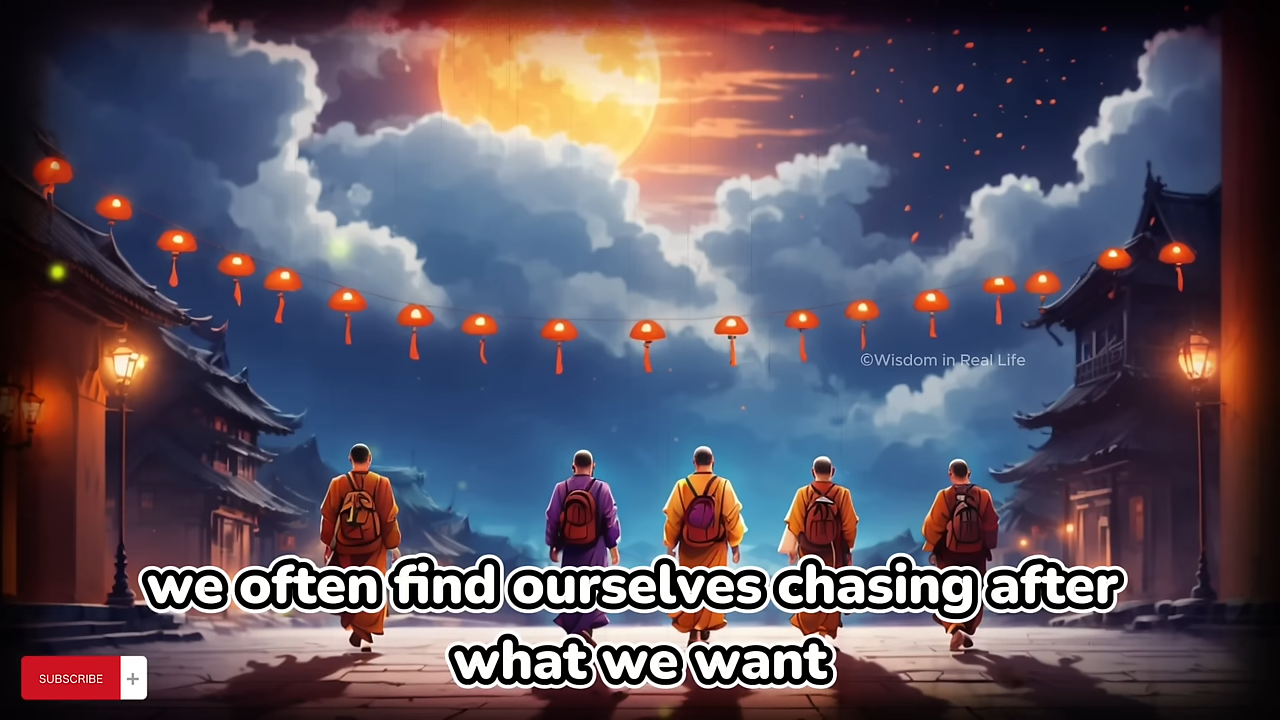 ©Wisdom in Real Life
we often find ourselves chasing after
what we want
SUBSCRIBE +